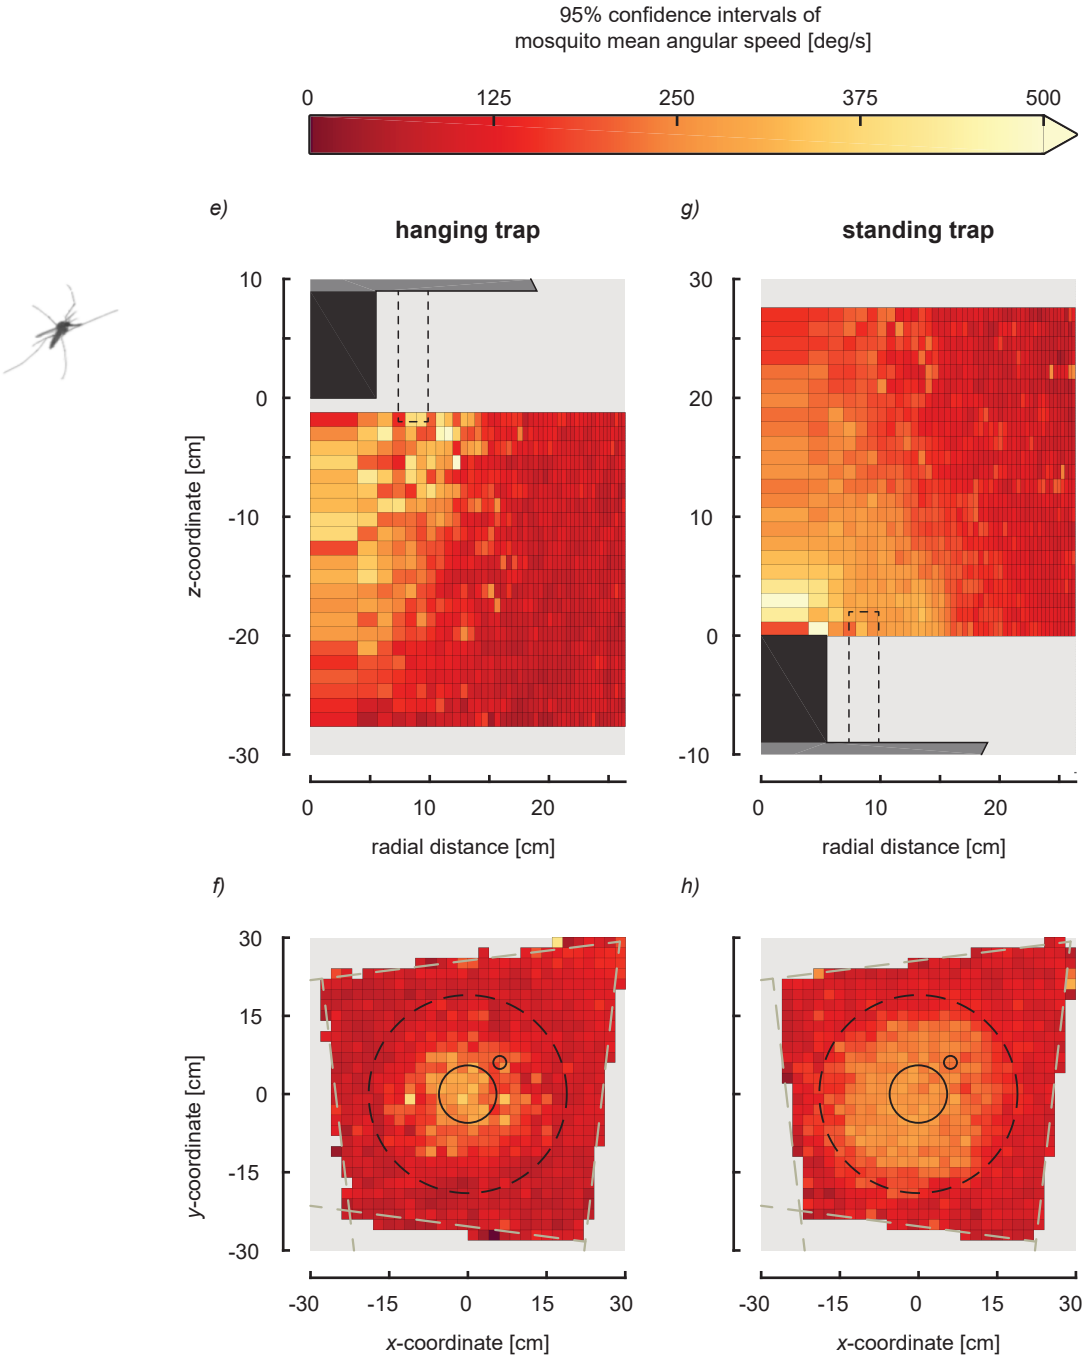 95% confidence intervals of
mosquito mean angular speed [deg/s]
0 125 250 375 500
e) g)
hanging trap standing trap
10 30
0 20
-10 10
-20 0
-30 -10
z-coordinate [cm]
0 10 20 0 10 20
radial distance [cm] radial distance [cm]
f) h)
30
15
0
-15
-30
y-coordinate [cm]
-30 -15 0 15 30 -30 -15 0 15 30
x-coordinate [cm] x-coordinate [cm]